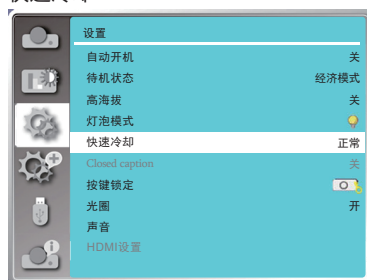 设置
自动开机 关
待机状态 经济模式
高海拔 关
灯泡模式
快速冷却 正常
Closed caption 关
按键锁定
光圈 开
声音
HDMI设置